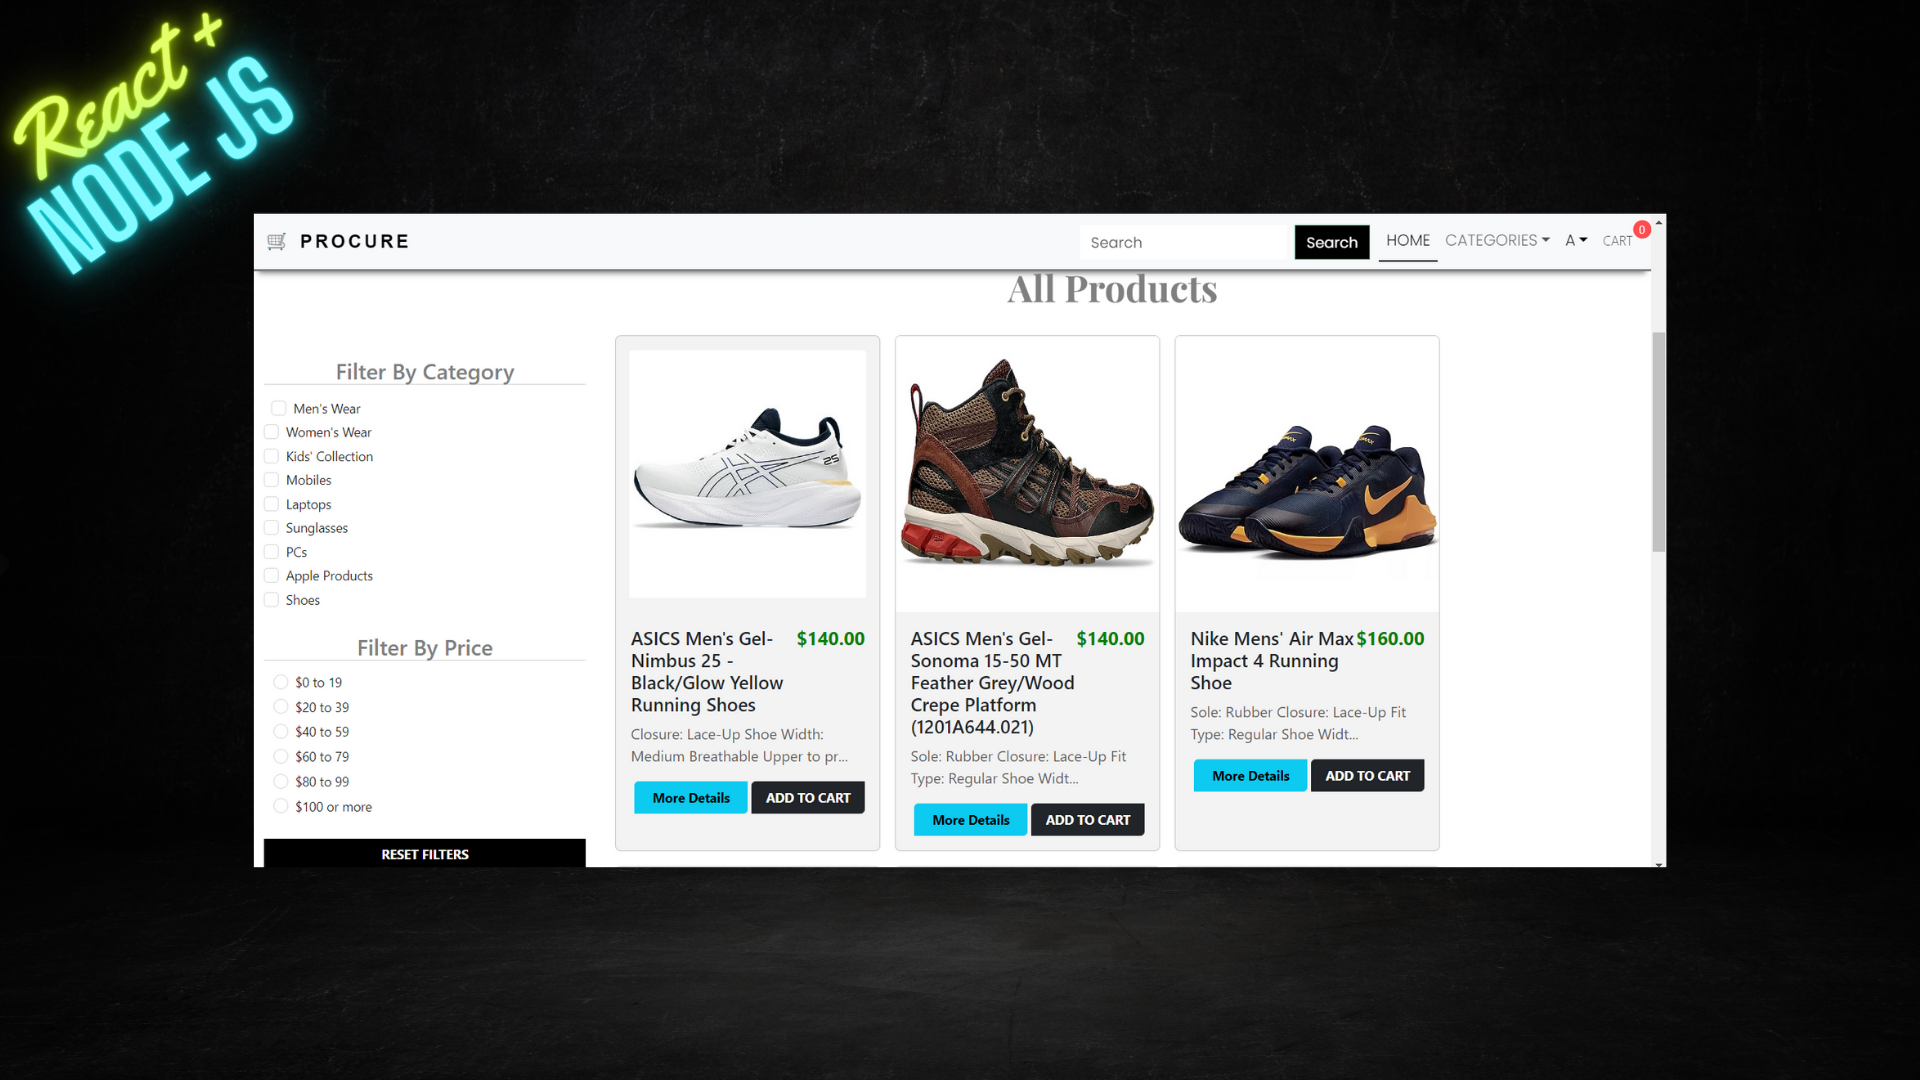 React +
NODE JS
PROCURE
Search
Search
HOME
CATEGORIES
A
CART
0
All Products
Filter By Category
Men's Wear
Women's Wear
Kids' Collection
Mobiles
Laptops
Sunglasses
PCs
Apple Products
Shoes
Filter By Price
$0 to 19
$20 to 39
$40 to 59
$60 to 79
$80 to 99
$100 or more
RESET FILTERS
25
ASICS Men's Gel-
$140.00
Nimbus 25 -
Black/Glow Yellow
Running Shoes
Closure: Lace-Up Shoe Width:
Medium Breathable Upper to pr...
More Details
ADD TO CART
ASICS Men's Gel-
$140.00
Sonoma 15-50 MT
Feather Grey/Wood
Crepe Platform
(1201A644.021)
Sole: Rubber Closure: Lace-Up Fit
Type: Regular Shoe Widt...
More Details
ADD TO CART
Nike Mens' Air Max
$160.00
Impact 4 Running
Shoe
Sole: Rubber Closure: Lace-Up Fit
Type: Regular Shoe Widt...
More Details
ADD TO CART